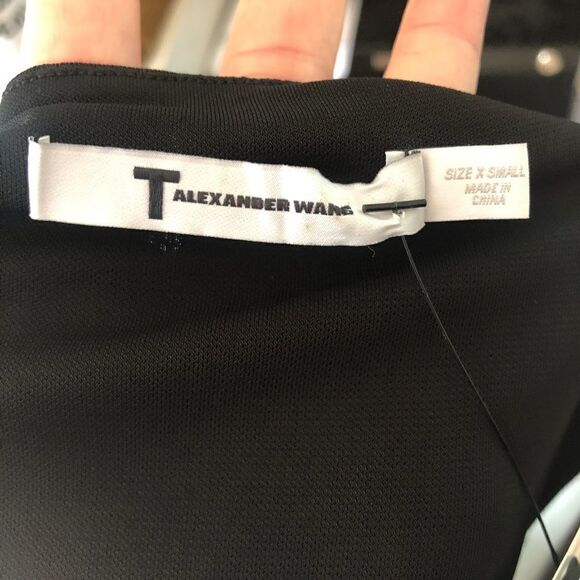 T ALEXANDER WANG
SIZE X SMALL
MADE IN
CHINA